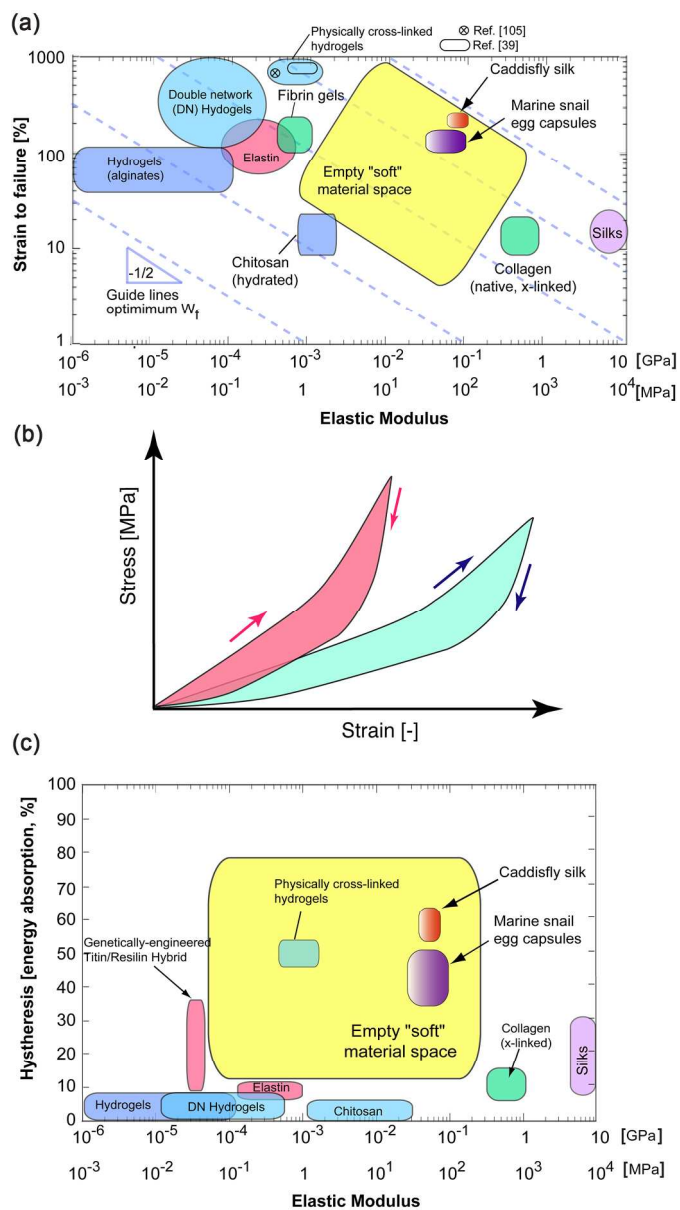 (a)
Physically cross-linked
hydrogels
⊗ Ref. [105]
Ref. [39]
1000
100
10
1
Strain to failure [%]
Double network
(DN) Hydogels
Fibrin gels
Caddisfly silk
Marine snail
egg capsules
Hydrogels
(alginates)
Elastin
Empty "soft"
material space
Chitosan
(hydrated)
Collagen
(native, x-linked)
Silks
-1/2
Guide lines
optimimum W_f
10^-6 10^-5 10^-4 10^-3 10^-2 10^-1 1 10 [GPa]
10^-3 10^-2 10^-1 1 10^1 10^2 10^3 10^4 [MPa]
Elastic Modulus
(b)
Stress [MPa]
Strain [-]
(c)
100
90
80
70
60
50
40
30
20
10
0
Hystheresis [energy absorption, %]
Physically cross-linked
hydrogels
Caddisfly silk
Marine snail
egg capsules
Genetically-engineered
Titin/Resilin Hybrid
Empty "soft"
material space
Collagen
(x-linked)
Silks
Elastin
Hydrogels
DN Hydrogels
Chitosan
10^-6 10^-5 10^-4 10^-3 10^-2 10^-1 1 10 [GPa]
10^-3 10^-2 10^-1 1 10^1 10^2 10^3 10^4 [MPa]
Elastic Modulus